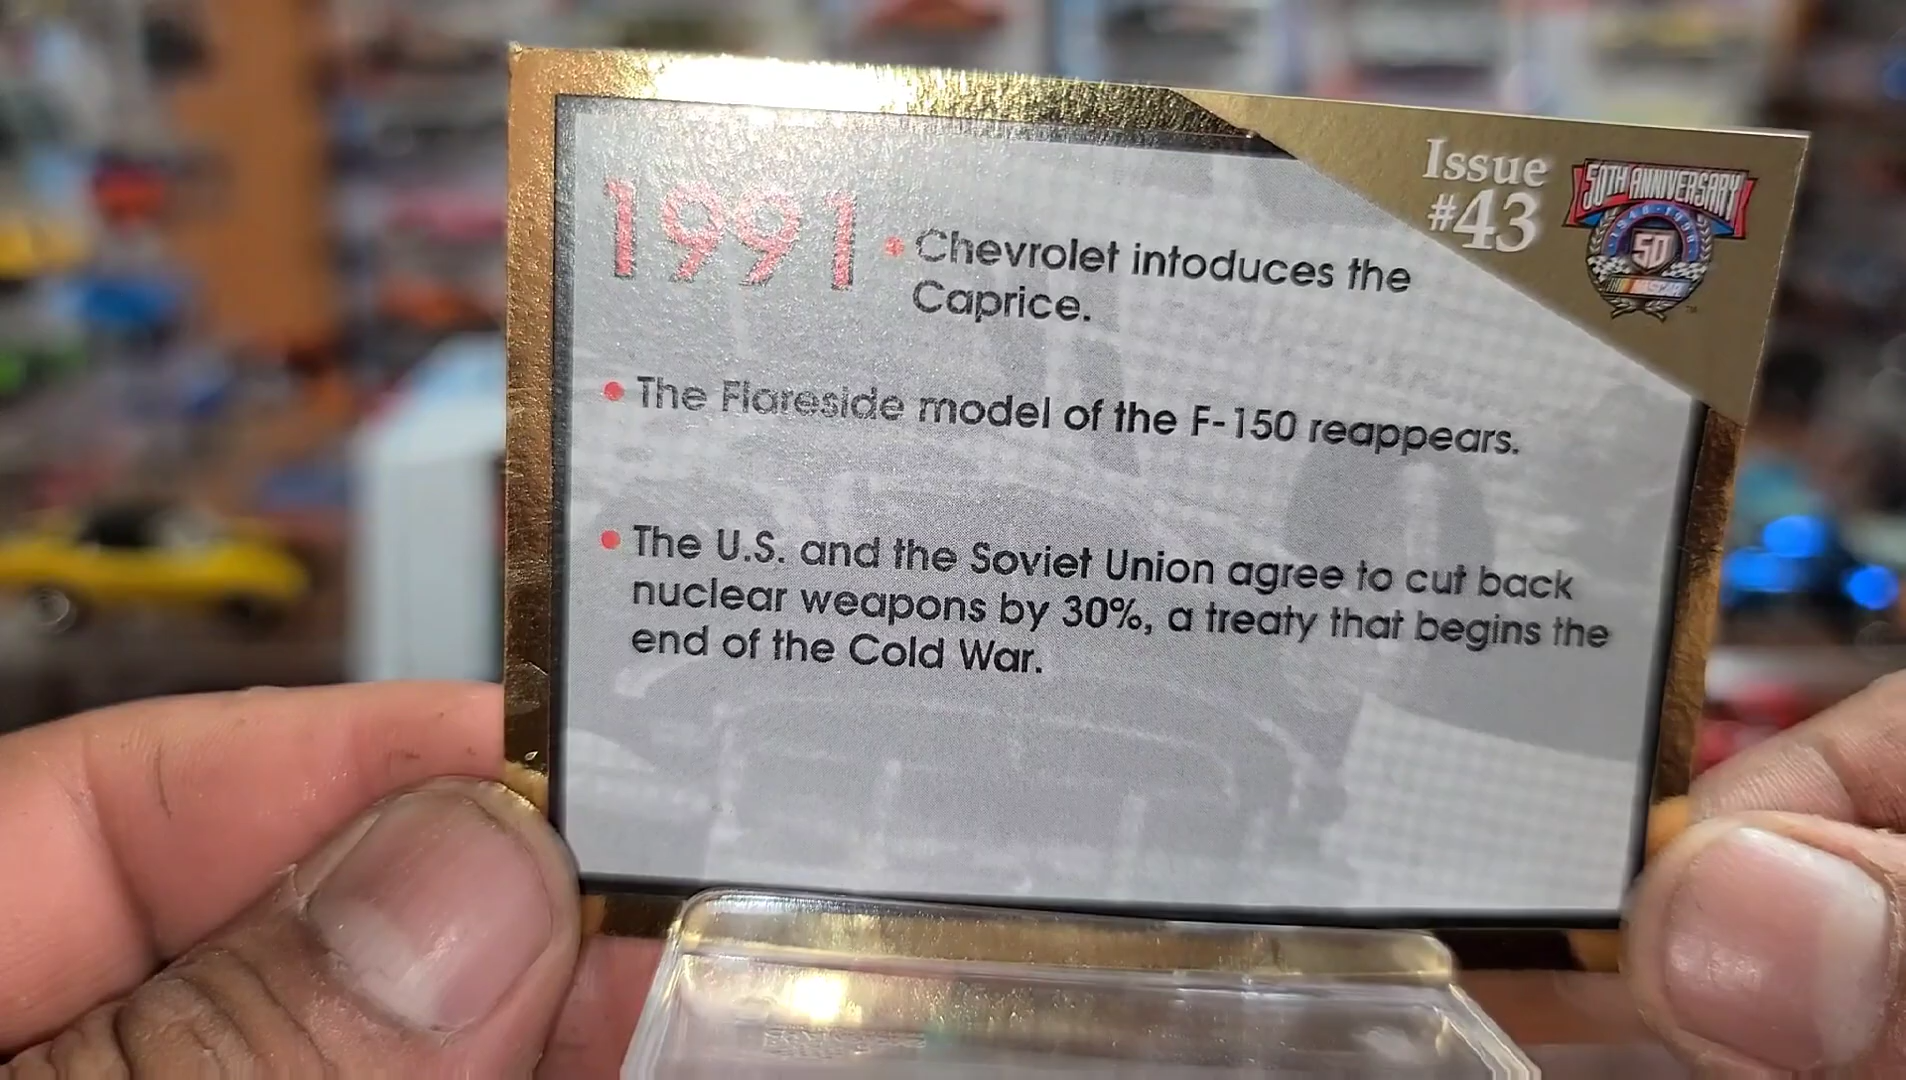 Issue
#43
50TH ANNIVERSARY
1948-1998
50
NASCAR
1991
• Chevrolet intoduces the
Caprice.
• The Flareside model of the F-150 reappears.
• The U.S. and the Soviet Union agree to cut back
nuclear weapons by 30%, a treaty that begins the
end of the Cold War.